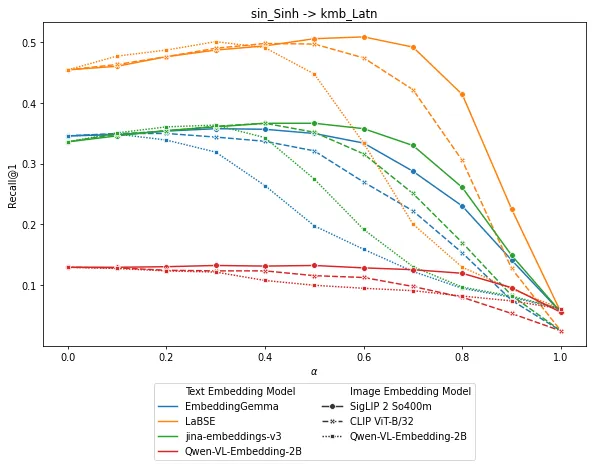 sin_Sinh -> kmb_Latn
Recall@1
0.5
0.4
0.3
0.2
0.1
0.0
0.2
0.4
0.6
0.8
1.0
α
Text Embedding Model
EmbeddingGemma
LaBSE
jina-embeddings-v3
Qwen-VL-Embedding-2B
Image Embedding Model
SigLIP 2 So400m
CLIP ViT-B/32
Qwen-VL-Embedding-2B